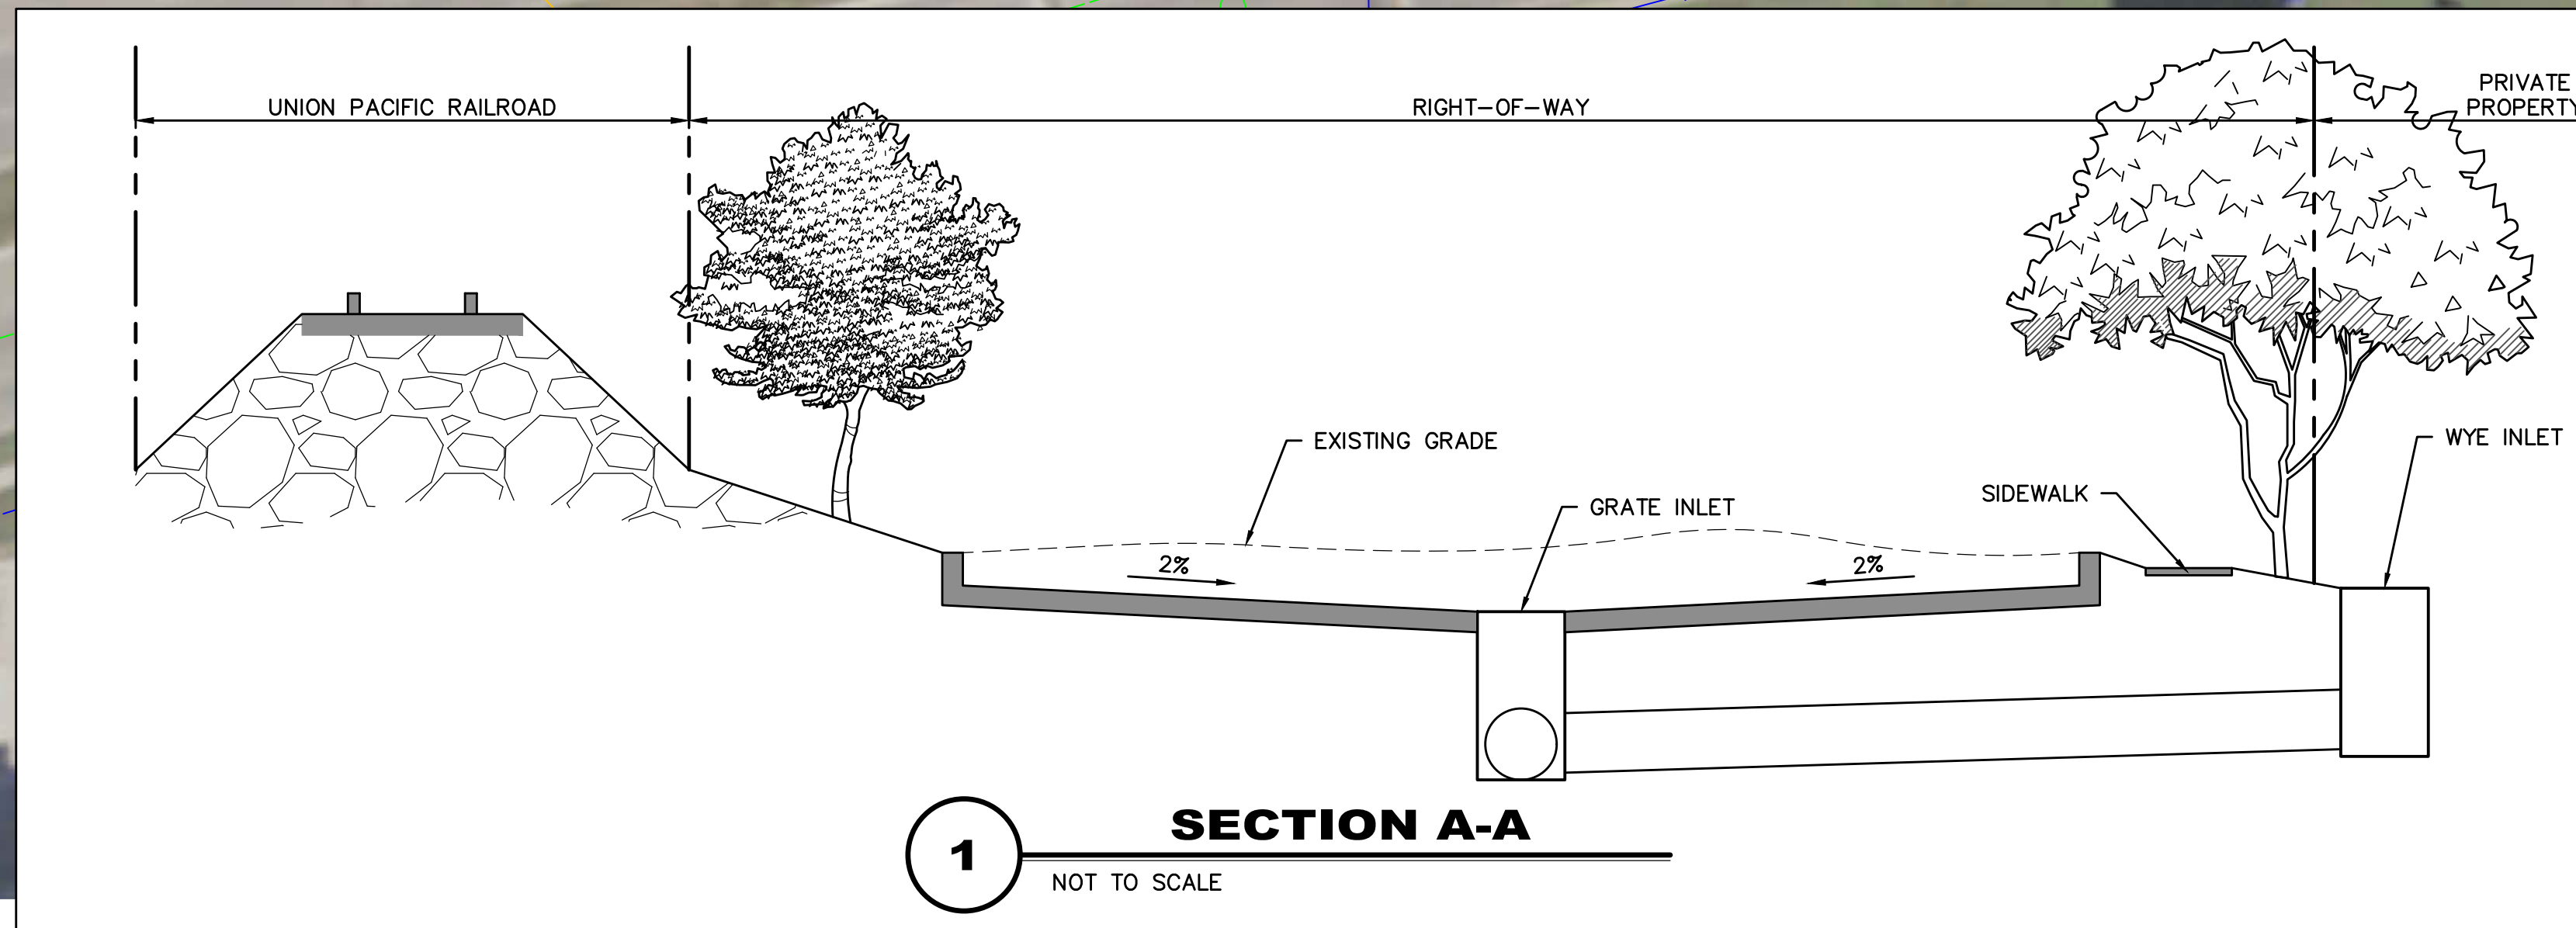 UNION PACIFIC RAILROAD
RIGHT-OF-WAY
PRIVATE
PROPERTY
EXISTING GRADE
WYE INLET
SIDEWALK
GRATE INLET
2%
2%
1
SECTION A-A
NOT TO SCALE